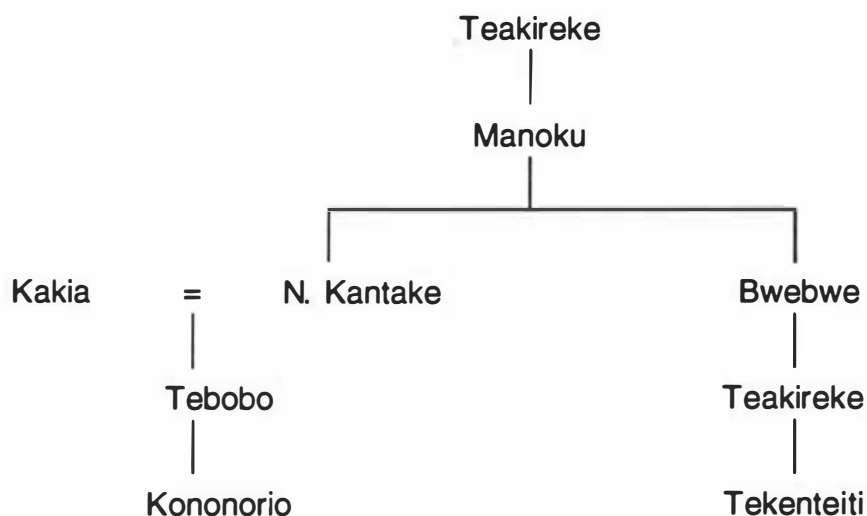 Teakireke
Manoku
Kakia = N. Kantake Bwebwe
Tebobo Teakireke
Kononorio Tekenteiti